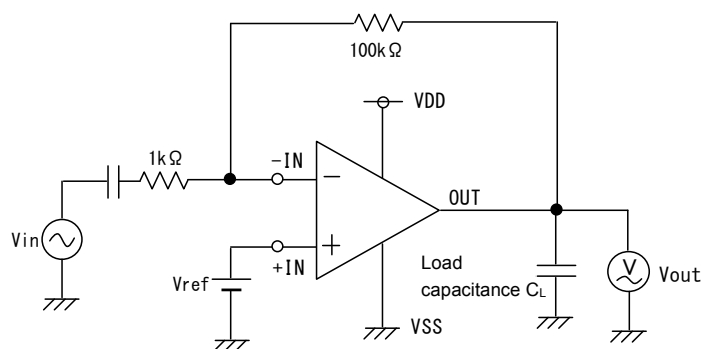 100kΩ
VDD
1kΩ
-IN
−
OUT
Vin
+
+IN
Vref
Load
capacitance CL
V
Vout
VSS